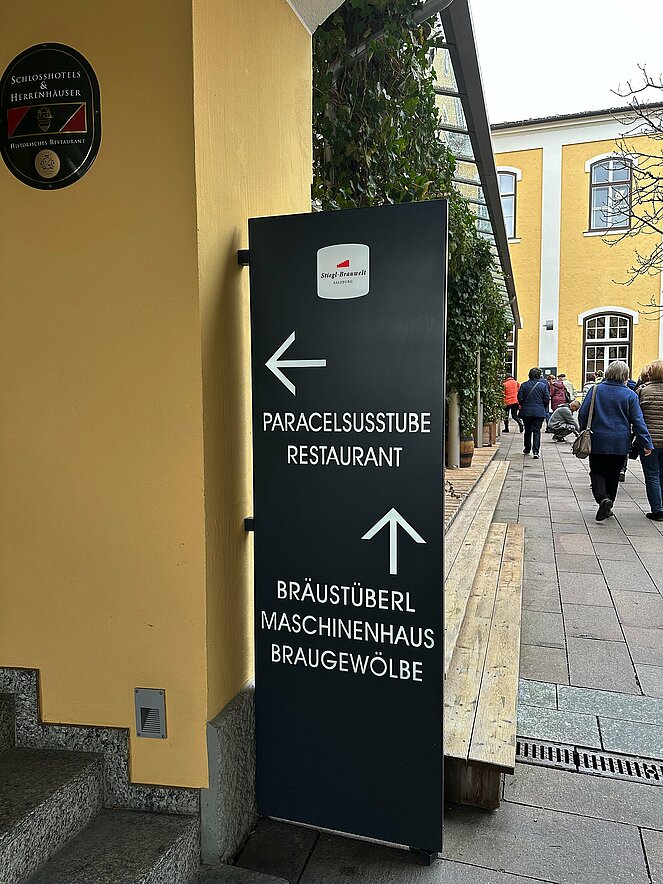 SCHLOSSHOTELS
&
HERRENHÄUSER
HISTORISCHES RESTAURANT
Stiegl-Brauwelt
SALZBURG
PARACELSUSSTUBE
RESTAURANT
BRÄUSTÜBERL
MASCHINENHAUS
BRAUGEWÖLBE